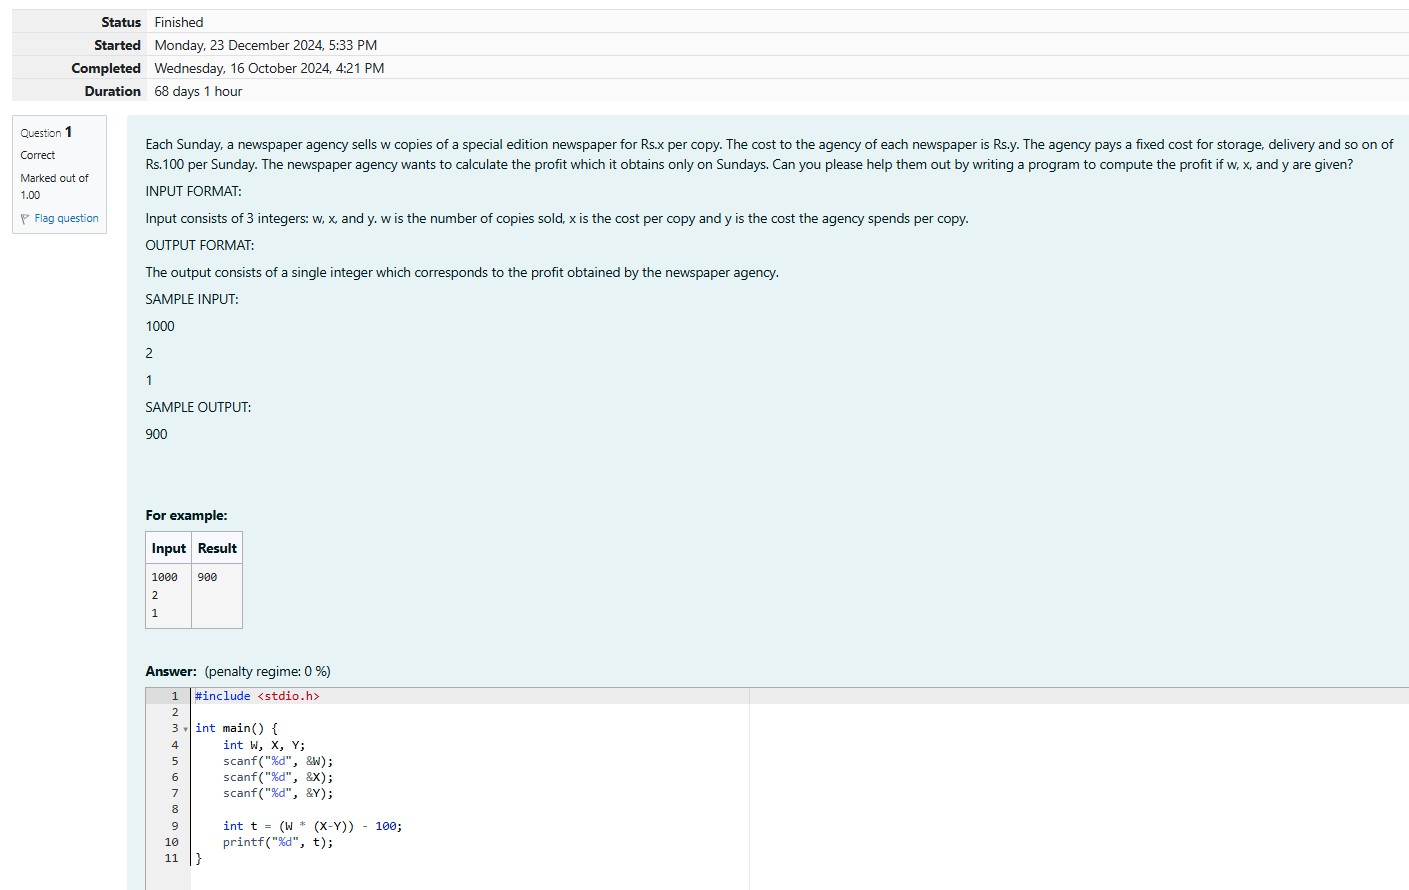 Status Finished
Started Monday, 23 December 2024, 5:33 PM
Completed Wednesday, 16 October 2024, 4:21 PM
Duration 68 days 1 hour
Question 1
Correct
Marked out of
1.00
Flag question
Each Sunday, a newspaper agency sells w copies of a special edition newspaper for Rs.x per copy. The cost to the agency of each newspaper is Rs.y. The agency pays a fixed cost for storage, delivery and so on of
Rs.100 per Sunday. The newspaper agency wants to calculate the profit which it obtains only on Sundays. Can you please help them out by writing a program to compute the profit if w, x, and y are given?
INPUT FORMAT:
Input consists of 3 integers: w, x, and y. w is the number of copies sold, x is the cost per copy and y is the cost the agency spends per copy.
OUTPUT FORMAT:
The output consists of a single integer which corresponds to the profit obtained by the newspaper agency.
SAMPLE INPUT:
1000
2
1
SAMPLE OUTPUT:
900
For example:
Input Result
1000 900
2
1
Answer: (penalty regime: 0 %)
1 #include <stdio.h>
2
3 int main() {
4     int W, X, Y;
5     scanf("%d", &W);
6     scanf("%d", &X);
7     scanf("%d", &Y);
8
9     int t = (W * (X-Y)) - 100;
10     printf("%d", t);
11 }